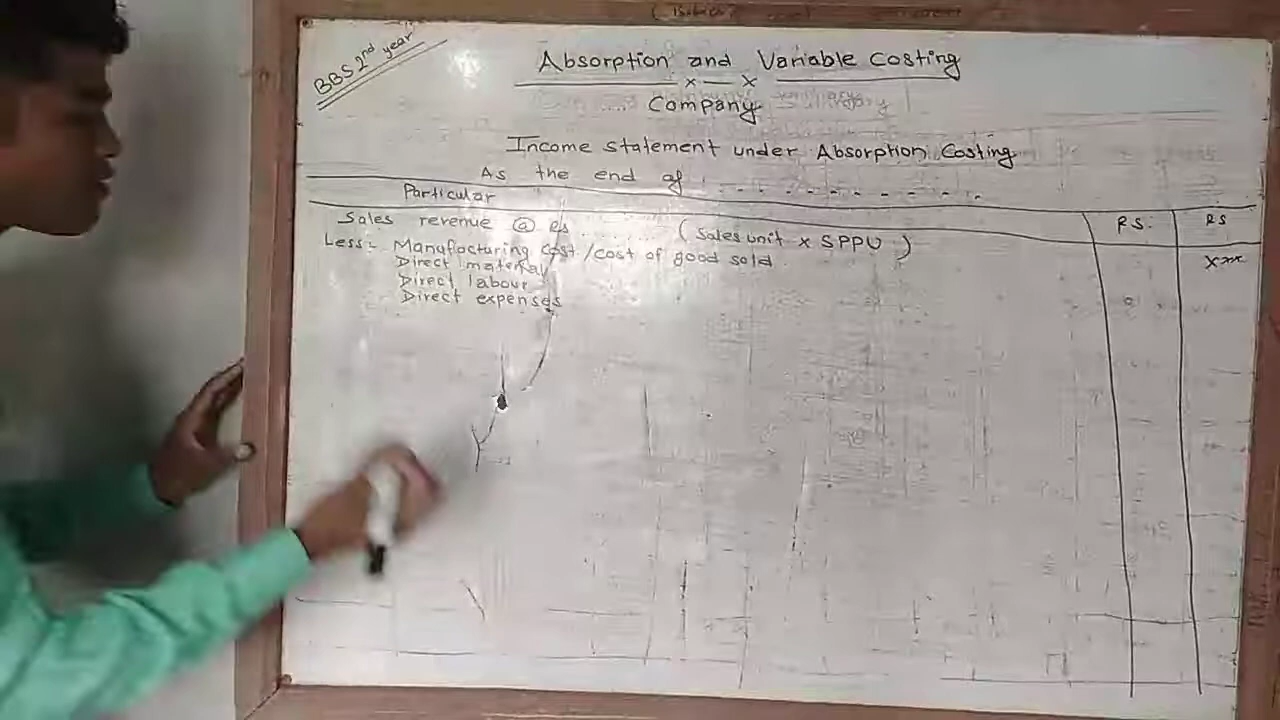 BBS 2nd year
Absorption and Variable Costing
x — x
Company
Income statement under Absorption Costing
As the end of ..............
Particular RS. RS
Sales revenue @ Rs ......... (Sales unit x SPPU) xxx
Less:- Manufacturing cost / cost of good sold
Direct material
Direct labour
Direct expenses